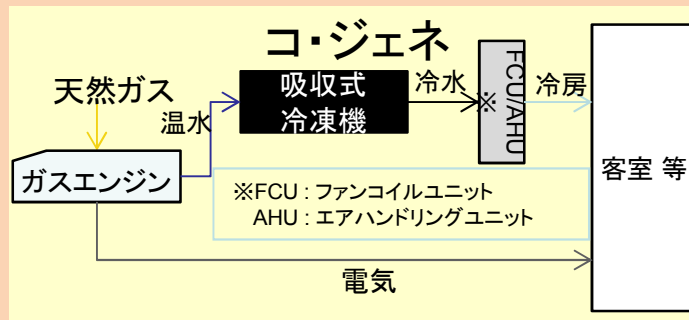 コ・ジェネ
天然ガス
温水
吸収式
冷凍機
冷水
※
FCU/AHU
冷房
客室 等
ガスエンジン
※FCU : ファンコイルユニット
AHU : エアハンドリングユニット
電気